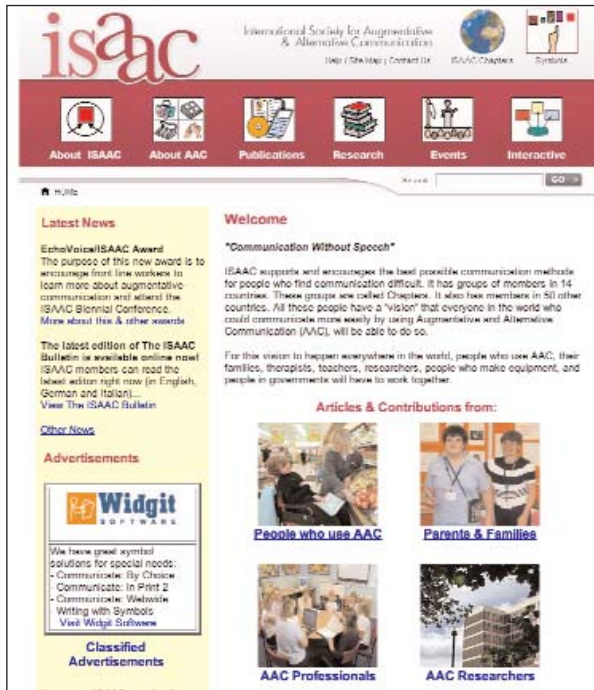 isaac
International Society for Augmentative
& Alternative Communication
Help / Site Map | Contact Us
ISAAC Chapters
Symbols
About ISAAC
About AAC
Publications
Research
Events
Interactive
Search
GO
HOME
Latest News
EchoVoice/ISAAC Award
The purpose of this new award is to
encourage front line workers to
learn more about augmentative
communication and attend the
ISAAC Biennial Conference.
More about this & other awards
The latest edition of The ISAAC
Bulletin is available online now!
ISAAC members can read the
latest editon right now (in English,
German and Italian)...
View The ISAAC Bulletin
Other News
Advertisements
Widgit
SOFTWARE
We have great symbol
solutions for special needs:
- Communicate: By Choice
- Communicate: In Print 2
- Communicate: Webwide
- Writing with Symbols
Visit Widgit Software
Classified
Advertisements
Welcome
"Communication Without Speech"
ISAAC supports and encourages the best possible communication methods
for people who find communication difficult. It has groups of members in 14
countries. These groups are called Chapters. It also has members in 50 other
countries. All these people have a "vision" that everyone in the world who
could communicate more easily by using Augmentative and Alternative
Communication (AAC), will be able to do so.
For this vision to happen everywhere in the world, people who use AAC, their
families, therapists, teachers, researchers, people who make equipment, and
people in governments will have to work together.
Articles & Contributions from:
People who use AAC
Parents & Families
AAC Professionals
AAC Researchers